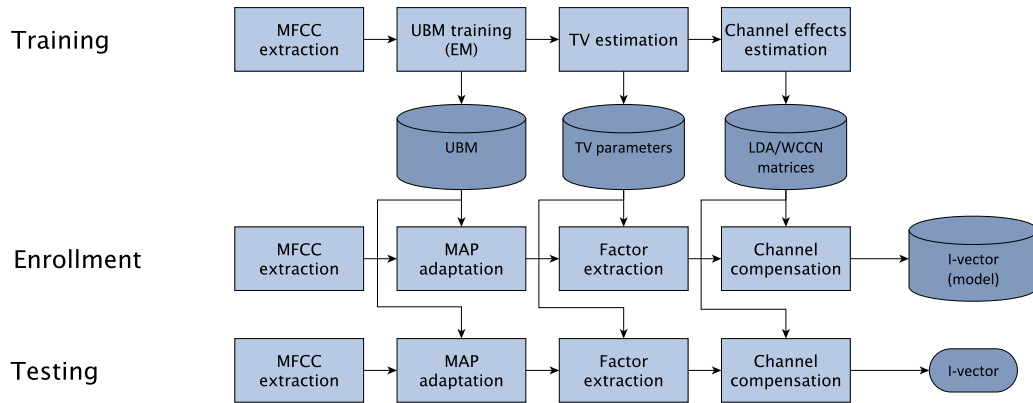 Training
MFCC
extraction
UBM training
(EM)
TV estimation
Channel effects
estimation
UBM
TV parameters
LDA/WCCN
matrices
Enrollment
MFCC
extraction
MAP
adaptation
Factor
extraction
Channel
compensation
I-vector
(model)
Testing
MFCC
extraction
MAP
adaptation
Factor
extraction
Channel
compensation
I-vector